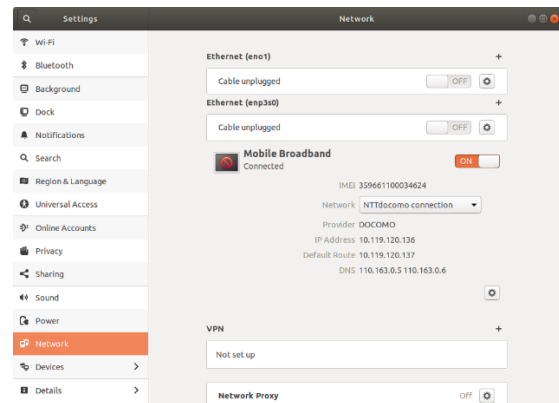 Settings
Network
Wi-Fi
Bluetooth
Background
Dock
Notifications
Search
Region & Language
Universal Access
Online Accounts
Privacy
Sharing
Sound
Power
Network
Devices
Details
Ethernet (eno1) +
Cable unplugged OFF
Ethernet (enp3s0) +
Cable unplugged OFF
Mobile Broadband ON
Connected
IMEI 359661100034624
Network NTTdocomo connection
Provider DOCOMO
IP Address 10.119.120.136
Default Route 10.119.120.137
DNS 110.163.0.5 110.163.0.6
VPN +
Not set up
Network Proxy Off